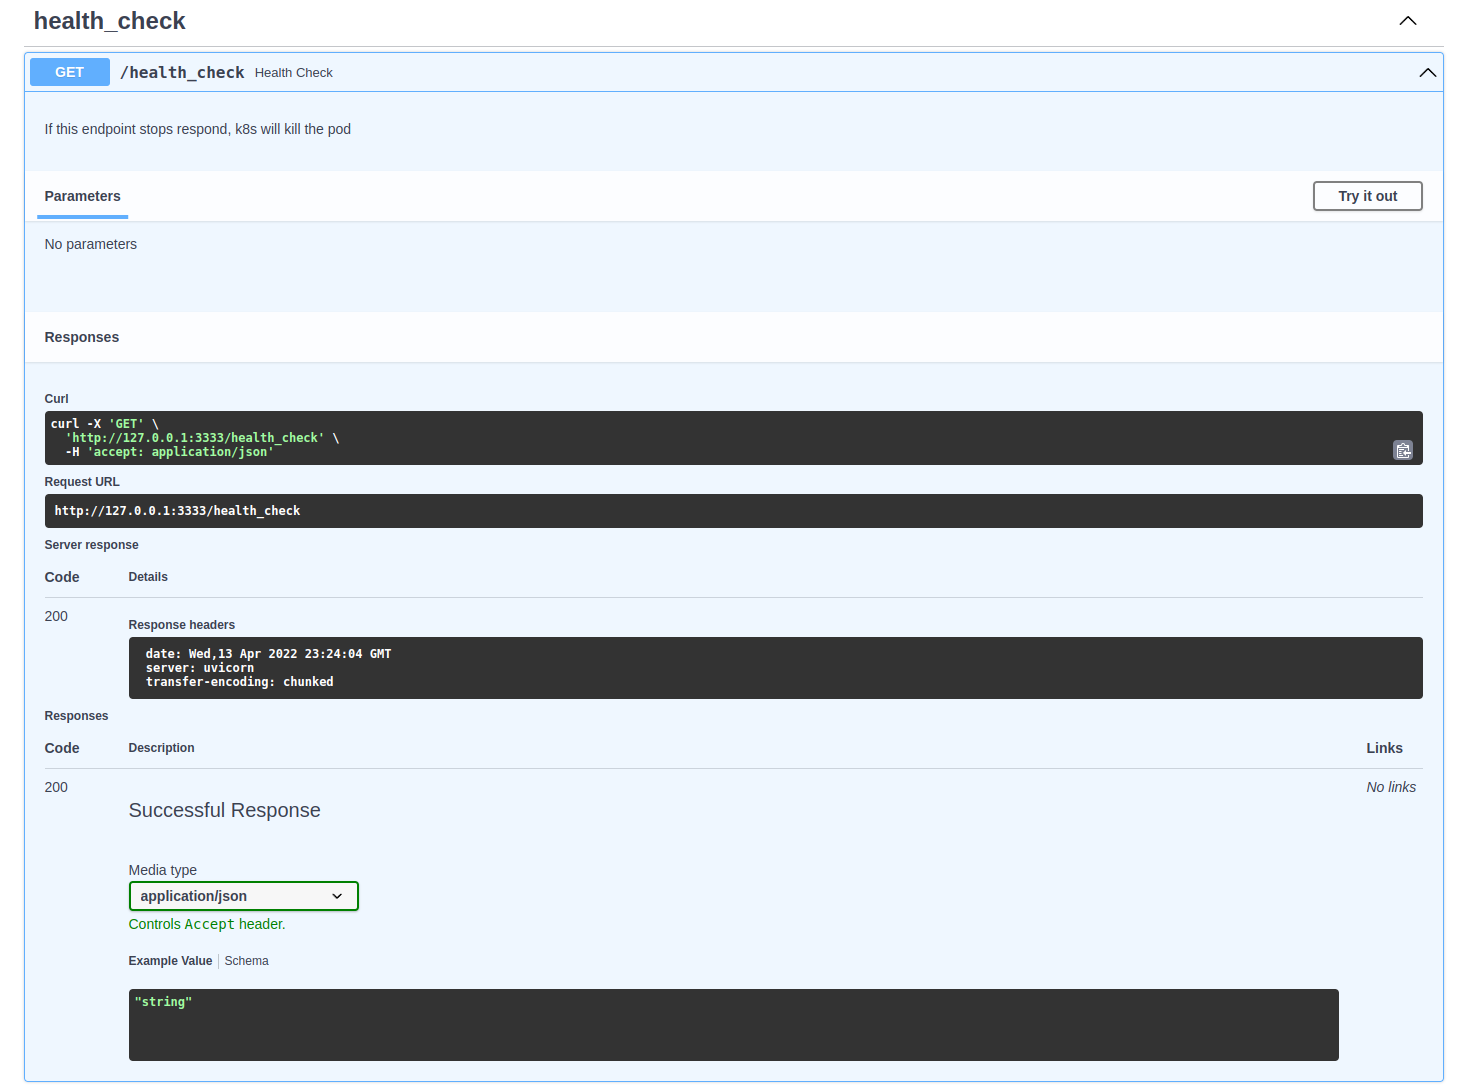 health_check
GET /health_check Health Check
If this endpoint stops respond, k8s will kill the pod
Parameters Try it out
No parameters
Responses
Curl
curl -X 'GET' \
'http://127.0.0.1:3333/health_check' \
-H 'accept: application/json'
Request URL
http://127.0.0.1:3333/health_check
Server response
Code Details
200
Response headers
date: Wed,13 Apr 2022 23:24:04 GMT
server: uvicorn
transfer-encoding: chunked
Responses
Code Description Links
200 No links
Successful Response
Media type
application/json
Controls Accept header.
Example Value Schema
"string"